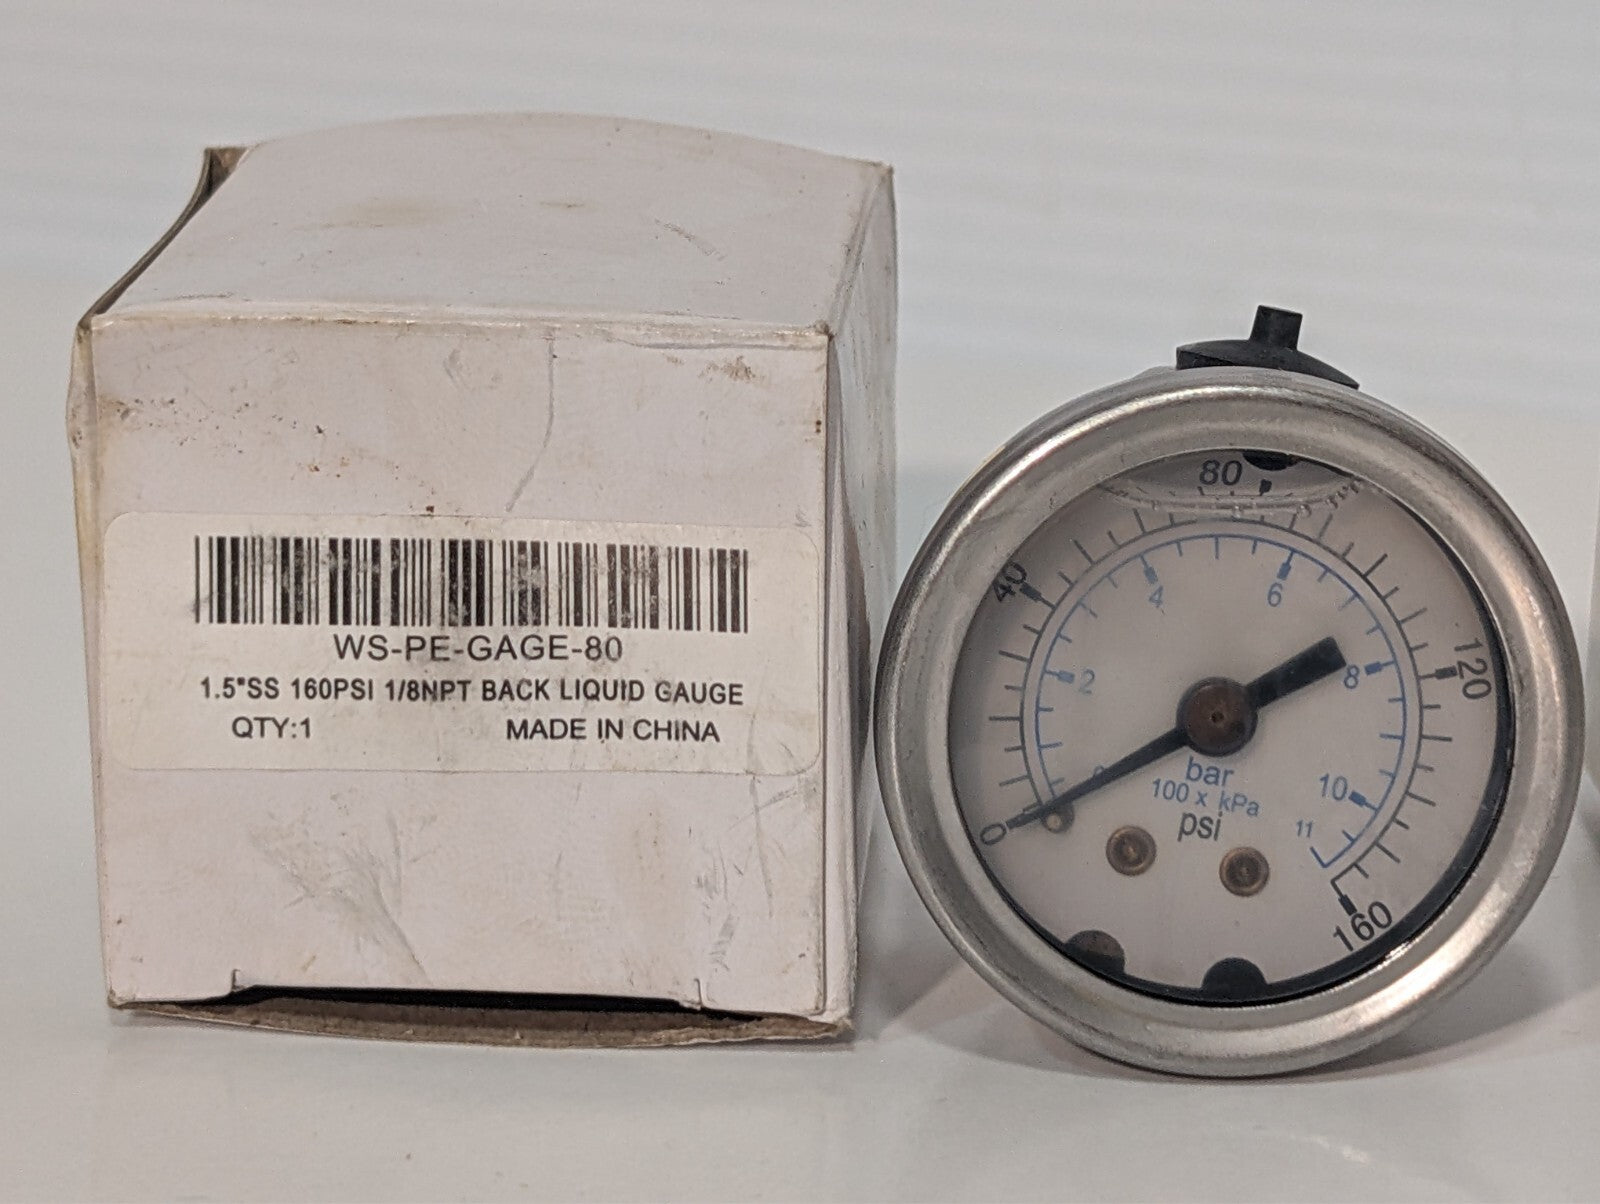 WS-PE-GAGE-80
1.5"SS 160PSI 1/8NPT BACK LIQUID GAUGE
QTY:1 MADE IN CHINA
0 40 80 120 160
2 4 6 8 10 11
bar
100 x kPa
psi